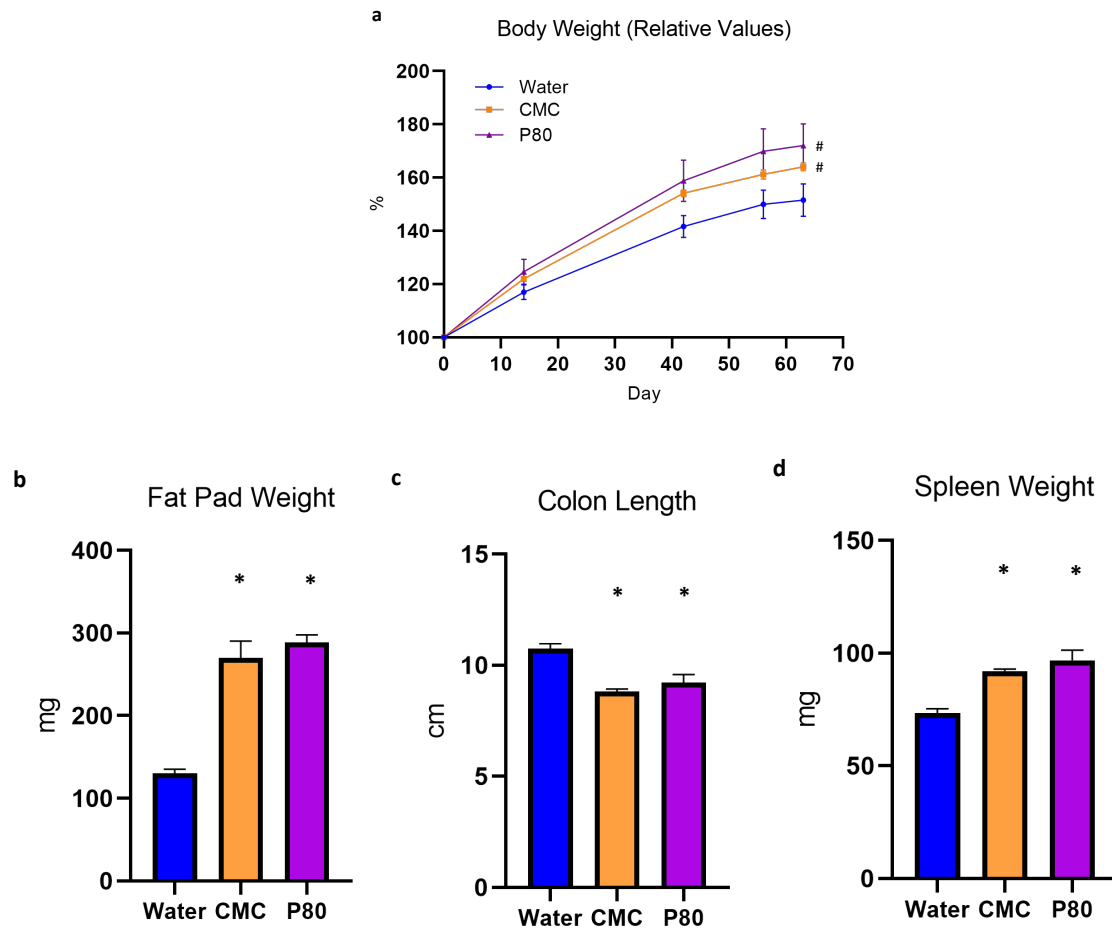 a
Body Weight (Relative Values)
200
180
160
140
120
100
%
Water
CMC
P80
#
#
0 10 20 30 40 50 60 70
Day
b
Fat Pad Weight
400
300
200
100
0
mg
* *
Water CMC P80
c
Colon Length
15
10
5
0
cm
* *
Water CMC P80
d
Spleen Weight
150
100
50
0
mg
* *
Water CMC P80